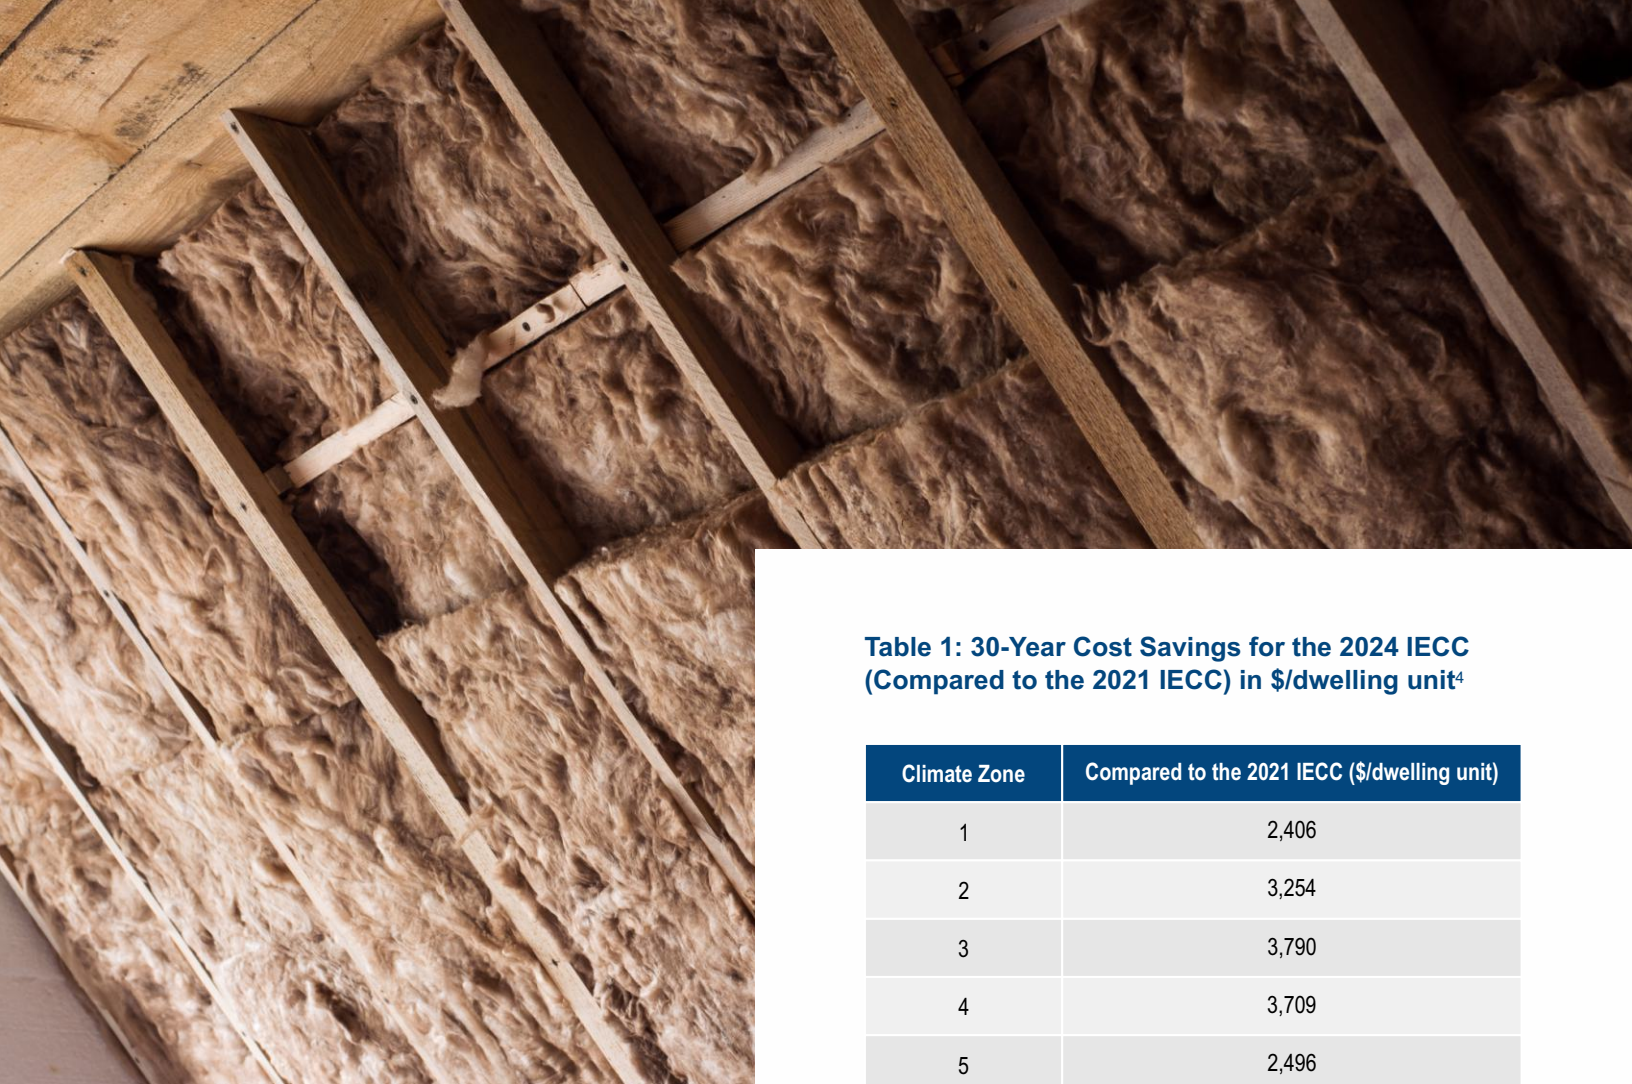 Table 1: 30-Year Cost Savings for the 2024 IECC
(Compared to the 2021 IECC) in $/dwelling unit4
Climate Zone Compared to the 2021 IECC ($/dwelling unit)
1 2,406
2 3,254
3 3,790
4 3,709
5 2,496